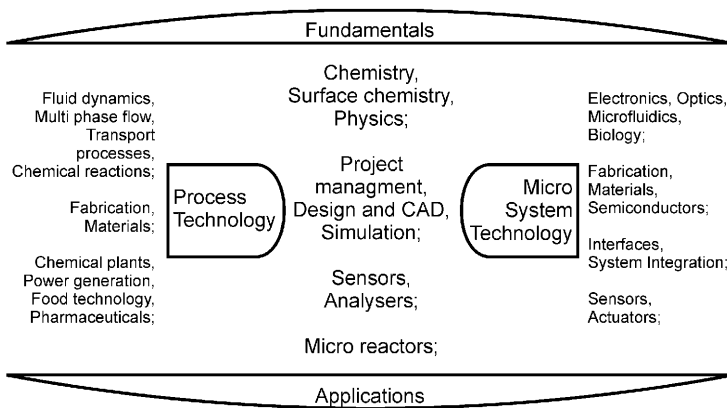 Fundamentals
Fluid dynamics,
Multi phase flow,
Transport
processes,
Chemical reactions;
Fabrication,
Materials;
Chemical plants,
Power generation,
Food technology,
Pharmaceuticals;
Process
Technology
Chemistry,
Surface chemistry,
Physics;
Project
managment,
Design and CAD,
Simulation;
Sensors,
Analysers;
Micro reactors;
Micro
System
Technology
Electronics, Optics,
Microfluidics,
Biology;
Fabrication,
Materials,
Semiconductors;
Interfaces,
System Integration;
Sensors,
Actuators;
Applications